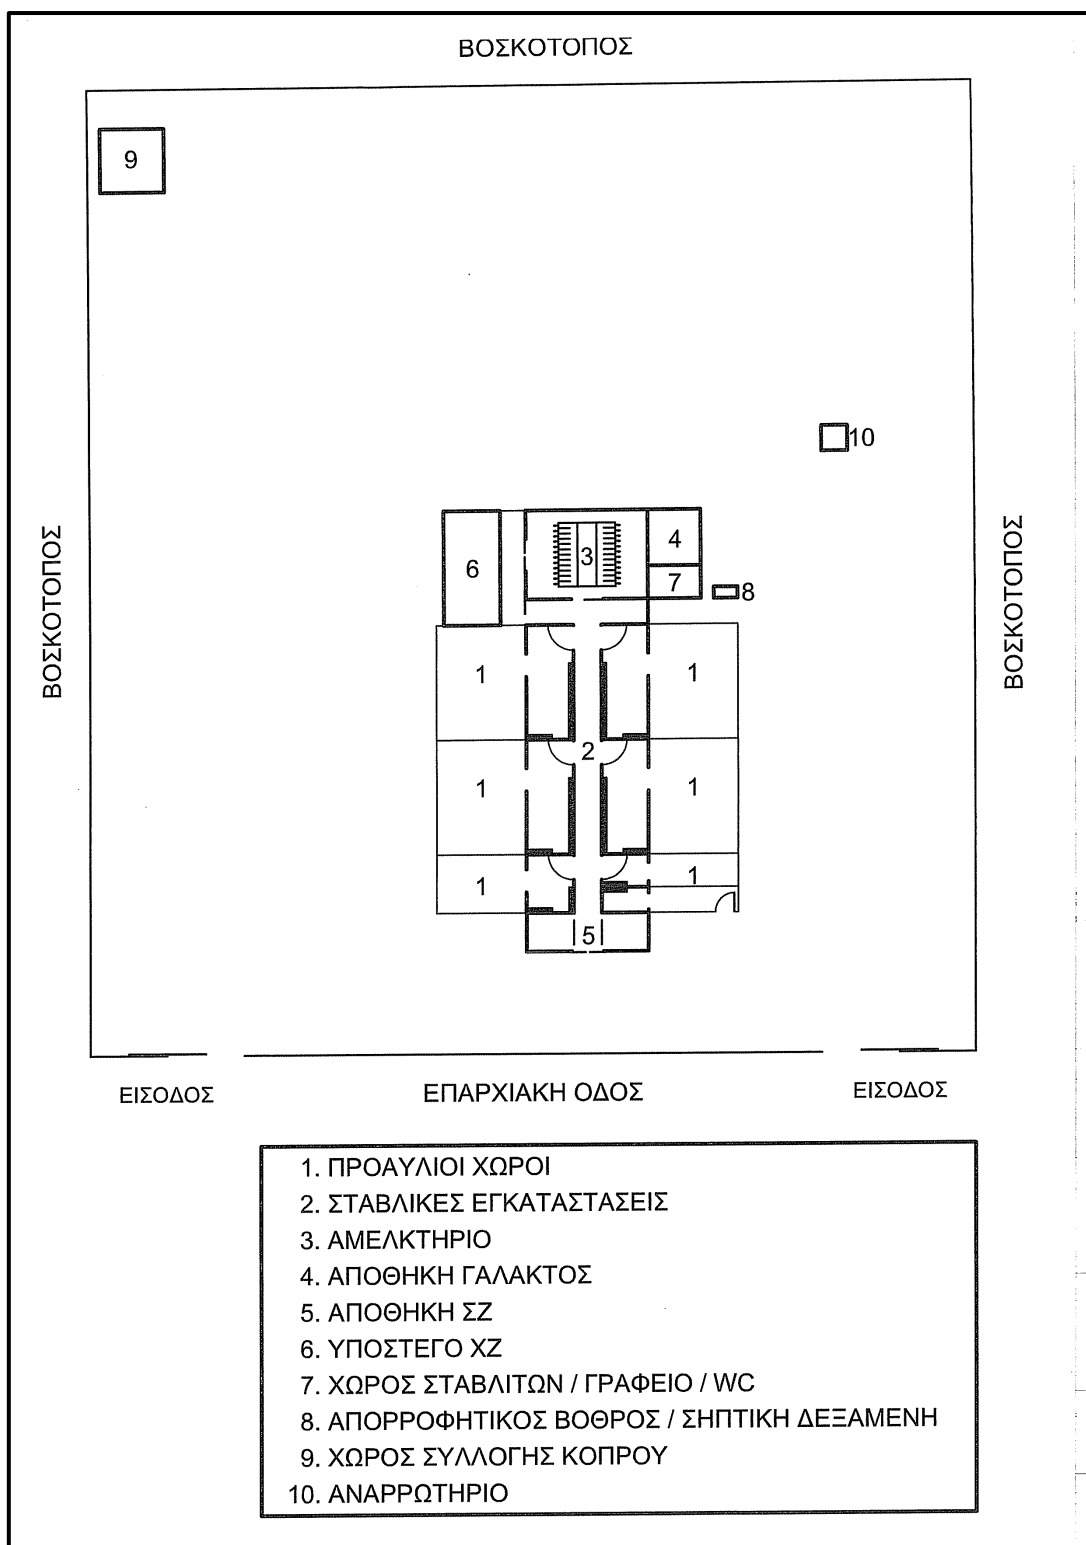 ΒΟΣΚΟΤΟΠΟΣ
9
10
ΒΟΣΚΟΤΟΠΟΣ
ΒΟΣΚΟΤΟΠΟΣ
3
4
6
7
8
1
1
2
1
1
1
1
5
ΕΙΣΟΔΟΣ
ΕΠΑΡΧΙΑΚΗ ΟΔΟΣ
ΕΙΣΟΔΟΣ
1. ΠΡΟΑΥΛΙΟΙ ΧΩΡΟΙ
2. ΣΤΑΒΛΙΚΕΣ ΕΓΚΑΤΑΣΤΑΣΕΙΣ
3. ΑΜΕΛΚΤΗΡΙΟ
4. ΑΠΟΘΗΚΗ ΓΑΛΑΚΤΟΣ
5. ΑΠΟΘΗΚΗ ΣΖ
6. ΥΠΟΣΤΕΓΟ ΧΖ
7. ΧΩΡΟΣ ΣΤΑΒΛΙΤΩΝ / ΓΡΑΦΕΙΟ / WC
8. ΑΠΟΡΡΟΦΗΤΙΚΟΣ ΒΟΘΡΟΣ / ΣΗΠΤΙΚΗ ΔΕΞΑΜΕΝΗ
9. ΧΩΡΟΣ ΣΥΛΛΟΓΗΣ ΚΟΠΡΟΥ
10. ΑΝΑΡΡΩΤΗΡΙΟ